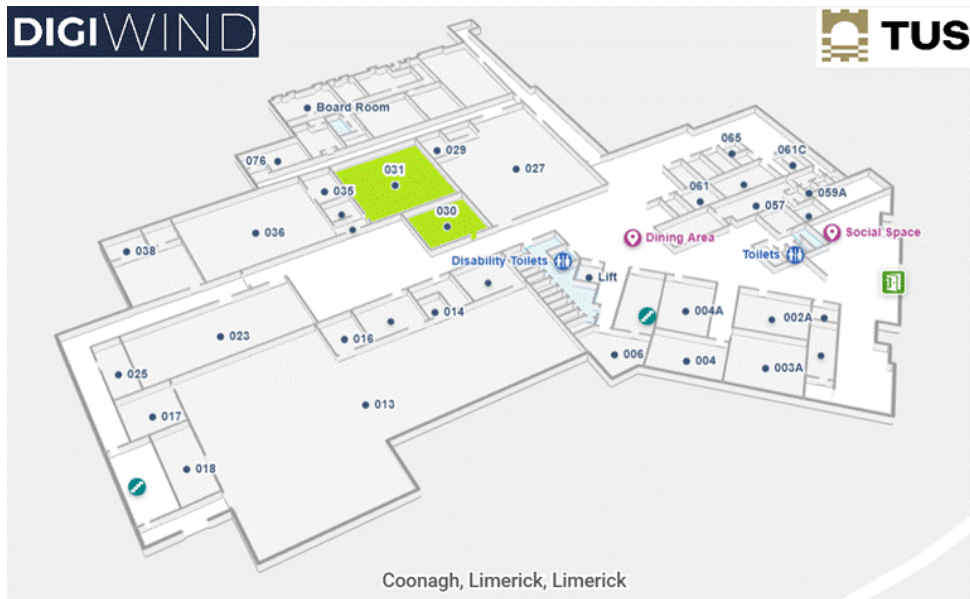 DIGIWIND
TUS
Board Room
065
061C
029
076
031
027
035
061
059A
057
030
036
Dining Area
Social Space
038
Toilets
Disability Toilets
Lift
014
004A
002A
023
016
006
004
003A
025
013
017
018
Coonagh, Limerick, Limerick